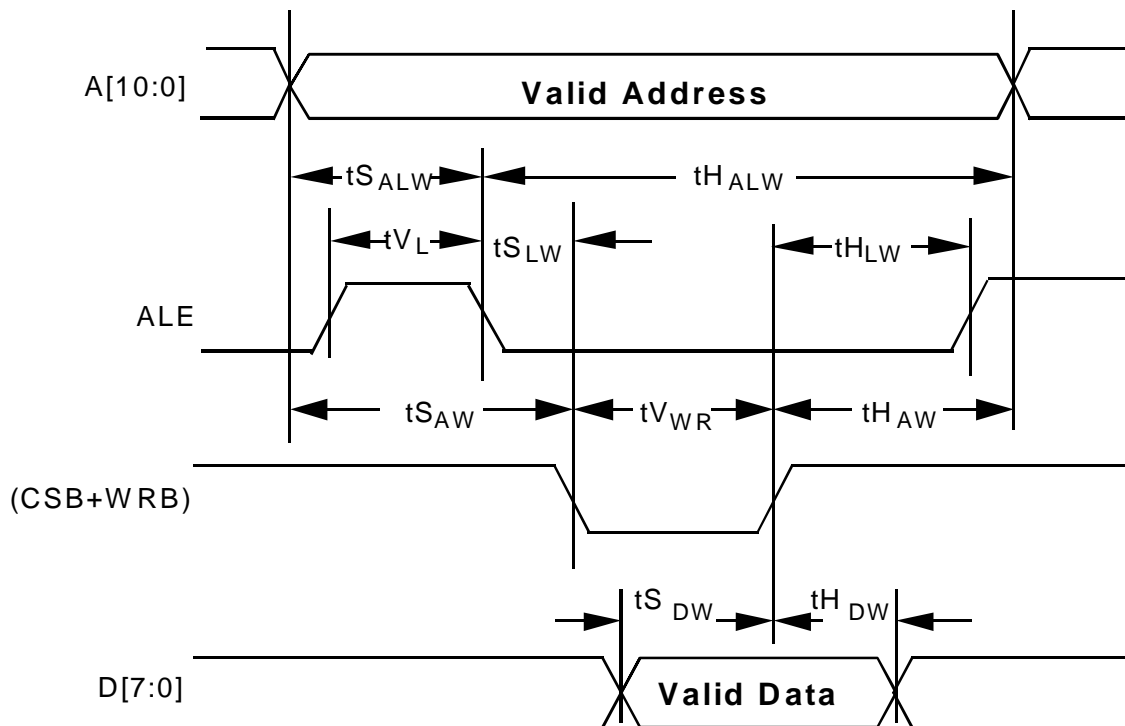 A[10:0]
Valid Address
tS ALW
tH ALW
tV L
tS LW
tH LW
ALE
tS AW
tV WR
tH AW
(CSB+WRB)
tS DW
tH DW
D[7:0]
Valid Data